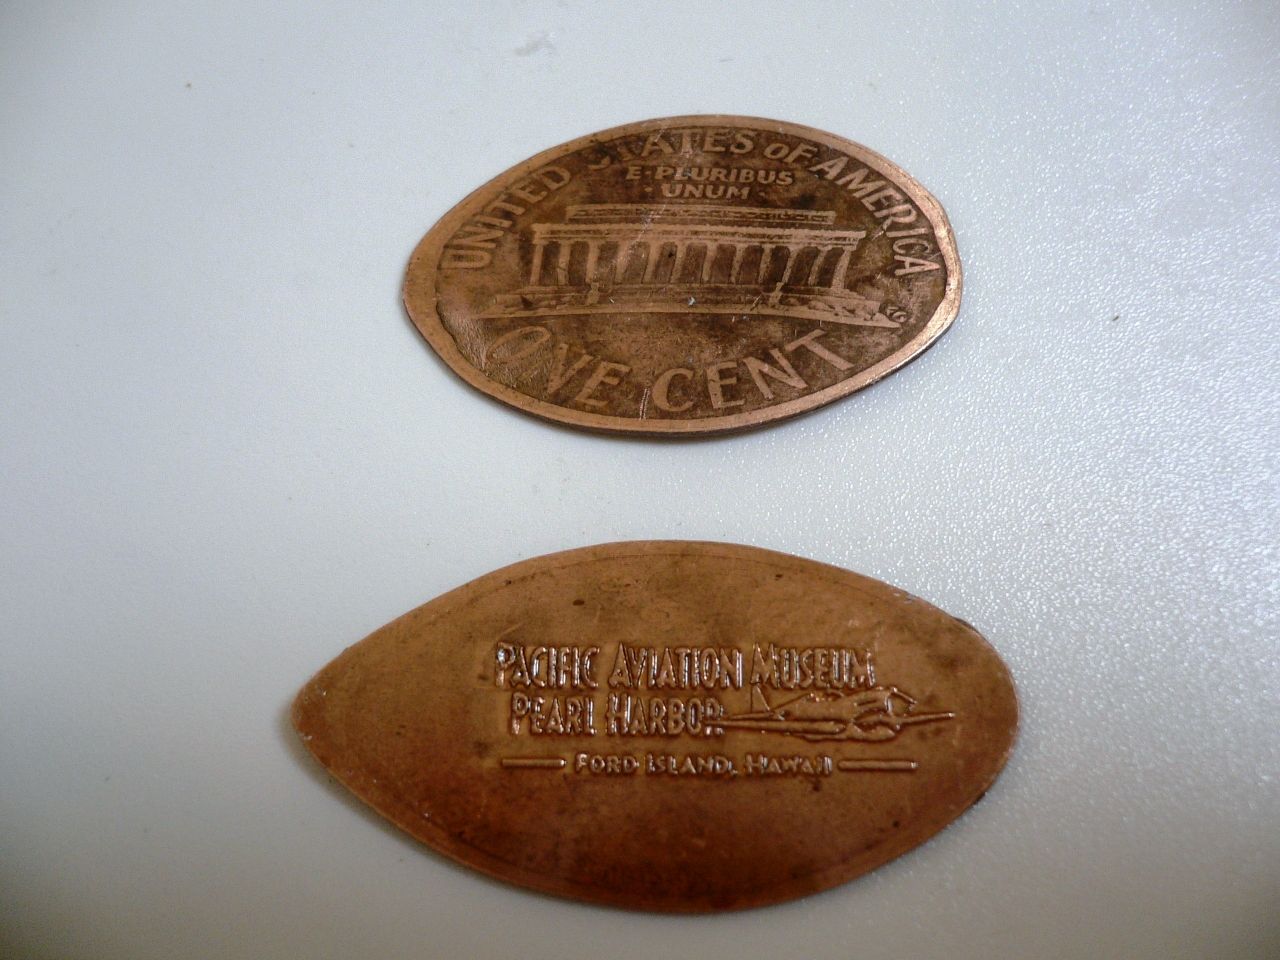 UNITED STATES OF AMERICA
E·PLURIBUS
·UNUM·
ONE CENT
PACIFIC AVIATION MUSEUM
PEARL HARBOR
FORD ISLAND, HAWAII